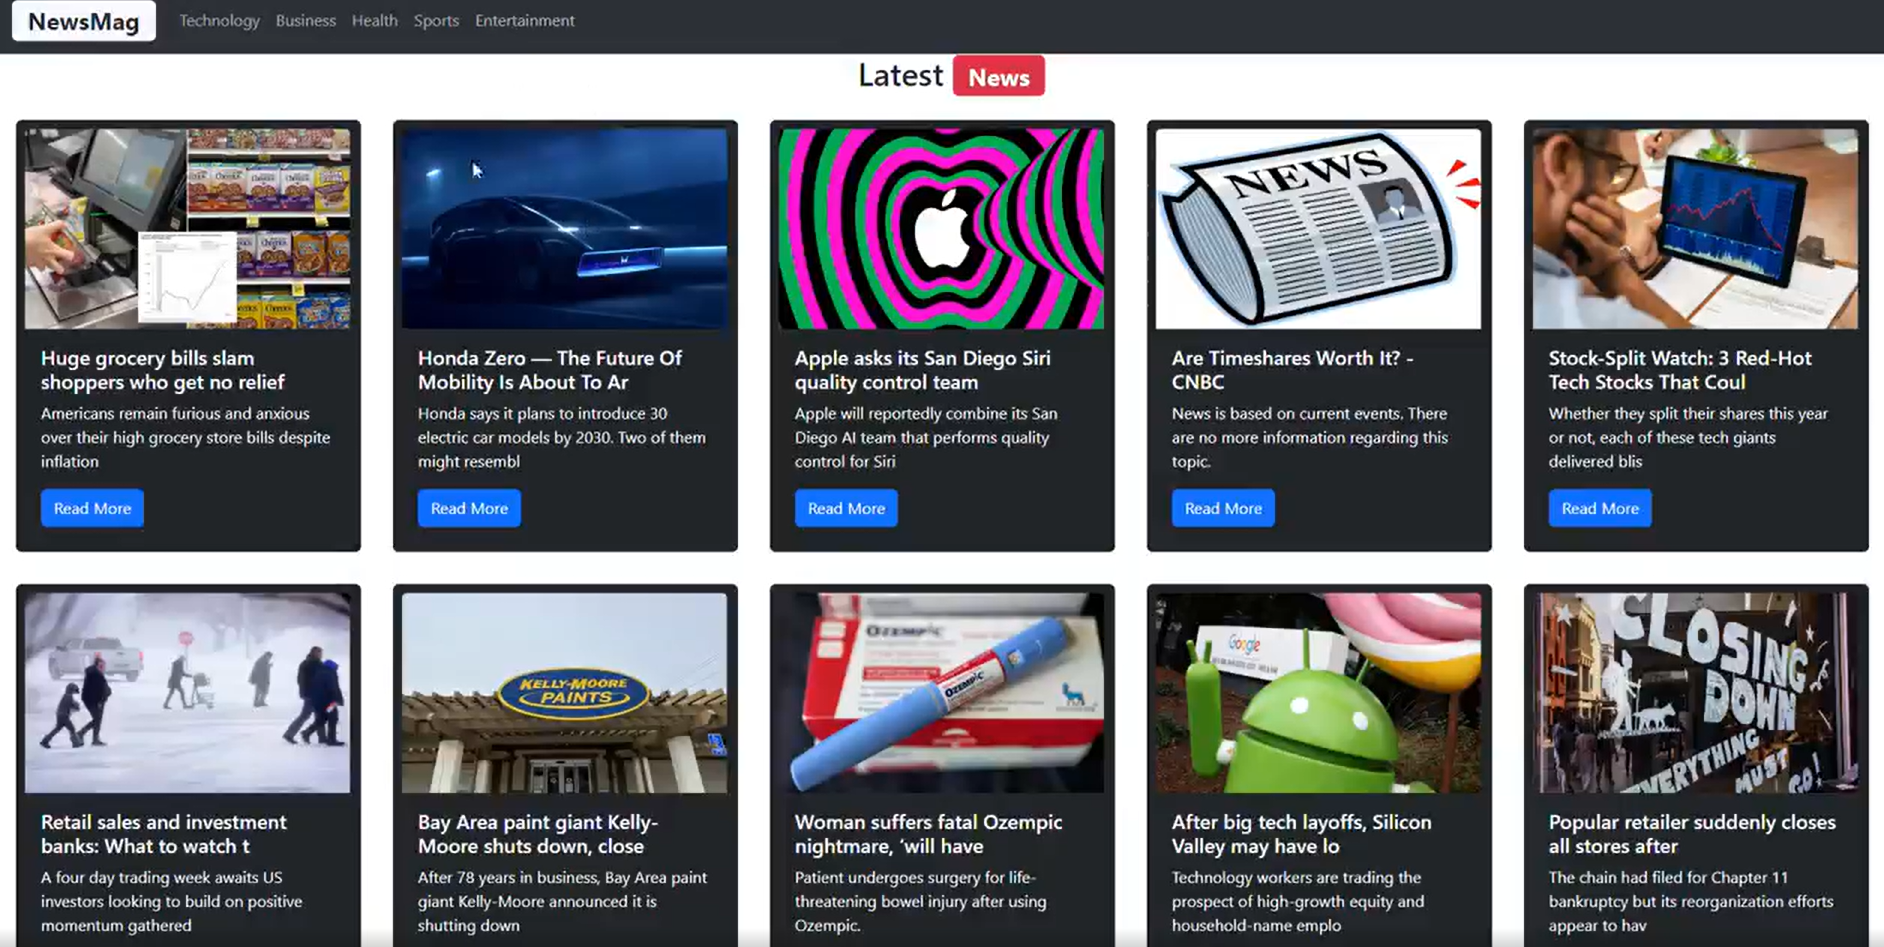 NewsMag
Technology Business Health Sports Entertainment
Latest News
NEWS
Huge grocery bills slam
shoppers who get no relief
Americans remain furious and anxious
over their high grocery store bills despite
inflation
Read More
Honda Zero — The Future Of
Mobility Is About To Ar
Honda says it plans to introduce 30
electric car models by 2030. Two of them
might resembl
Read More
Apple asks its San Diego Siri
quality control team
Apple will reportedly combine its San
Diego AI team that performs quality
control for Siri
Read More
Are Timeshares Worth It? -
CNBC
News is based on current events. There
are no more information regarding this
topic.
Read More
Stock-Split Watch: 3 Red-Hot
Tech Stocks That Coul
Whether they split their shares this year
or not, each of these tech giants
delivered blis
Read More
KELLY-MOORE
PAINTS
OZEMPIC
OZEMPIC
Google
CLOSING
DOWN
EVERYTHING
MUST
GO!
Retail sales and investment
banks: What to watch t
A four day trading week awaits US
investors looking to build on positive
momentum gathered
Bay Area paint giant Kelly-
Moore shuts down, close
After 78 years in business, Bay Area paint
giant Kelly-Moore announced it is
shutting down
Woman suffers fatal Ozempic
nightmare, ‘will have
Patient undergoes surgery for life-
threatening bowel injury after using
Ozempic.
After big tech layoffs, Silicon
Valley may have lo
Technology workers are trading the
prospect of high-growth equity and
household-name emplo
Popular retailer suddenly closes
all stores after
The chain had filed for Chapter 11
bankruptcy but its reorganization efforts
appear to hav